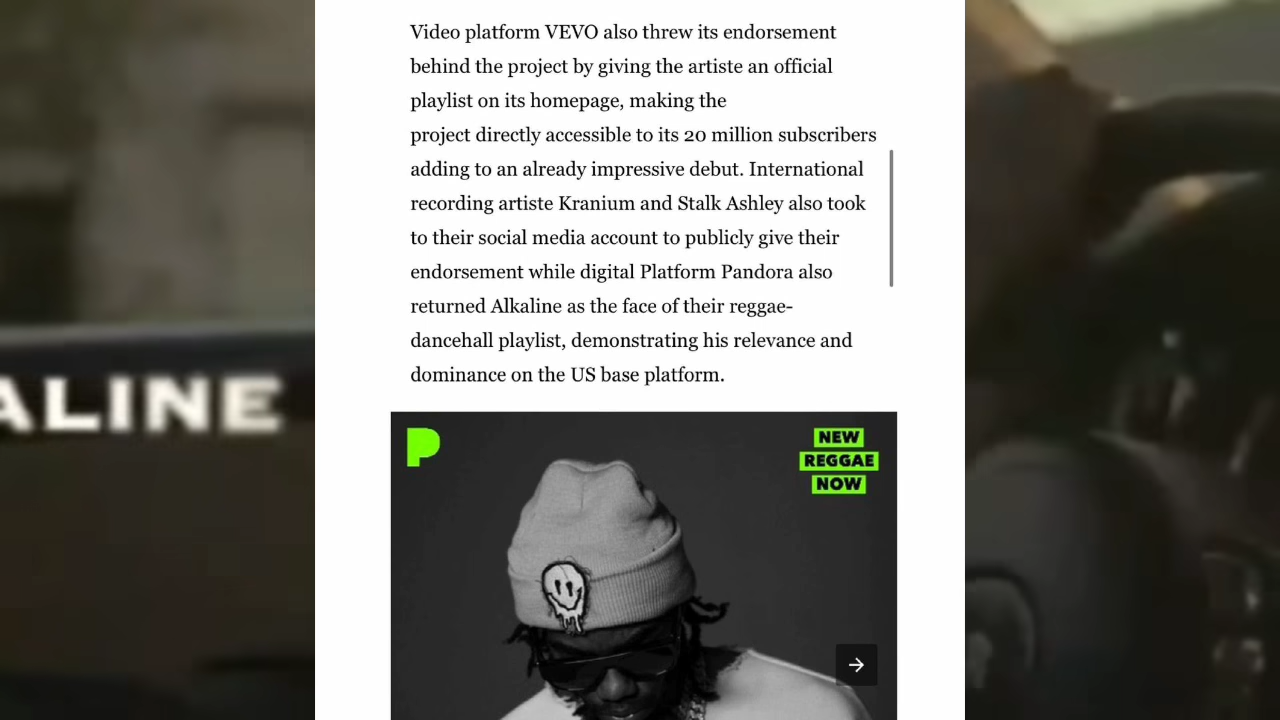 Video platform VEVO also threw its endorsement
behind the project by giving the artiste an official
playlist on its homepage, making the
project directly accessible to its 20 million subscribers
adding to an already impressive debut. International
recording artiste Kranium and Stalk Ashley also took
to their social media account to publicly give their
endorsement while digital Platform Pandora also
returned Alkaline as the face of their reggae-
dancehall playlist, demonstrating his relevance and
dominance on the US base platform.
ALINE
P
NEW
REGGAE
NOW